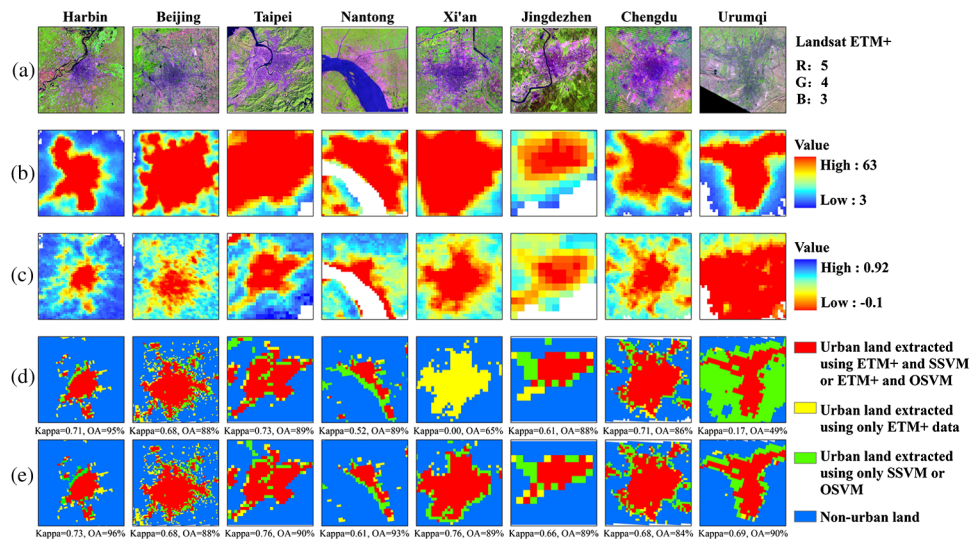 Harbin Beijing Taipei Nantong Xi'an Jingdezhen Chengdu Urumqi
(a)
Landsat ETM+
R: 5
G: 4
B: 3
(b)
Value
High : 63
Low : 3
(c)
Value
High : 0.92
Low : -0.1
(d)
Kappa=0.71, OA=95% Kappa=0.68, OA=88% Kappa=0.73, OA=89% Kappa=0.52, OA=89% Kappa=0.00, OA=65% Kappa=0.61, OA=88% Kappa=0.71, OA=86% Kappa=0.17, OA=49%
(e)
Kappa=0.73, OA=96% Kappa=0.68, OA=88% Kappa=0.76, OA=90% Kappa=0.61, OA=93% Kappa=0.76, OA=89% Kappa=0.66, OA=89% Kappa=0.68, OA=84% Kappa=0.69, OA=90%
Urban land extracted
using ETM+ and SSVM
or ETM+ and OSVM
Urban land extracted
using only ETM+ data
Urban land extracted
using only SSVM or
OSVM
Non-urban land